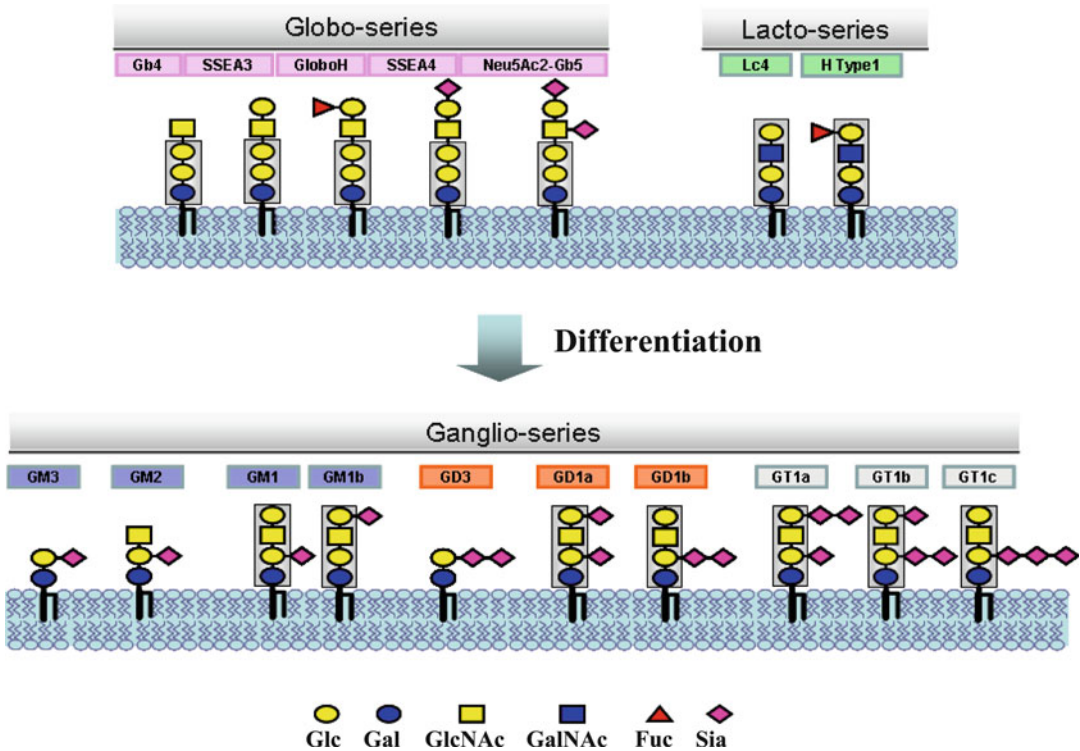 Globo-series Lacto-series
Gb4 SSEA3 GloboH SSEA4 Neu5Ac2-Gb5 Lc4 H Type1
Differentiation
Ganglio-series
GM3 GM2 GM1 GM1b GD3 GD1a GD1b GT1a GT1b GT1c
Glc Gal GlcNAc GalNAc Fuc Sia